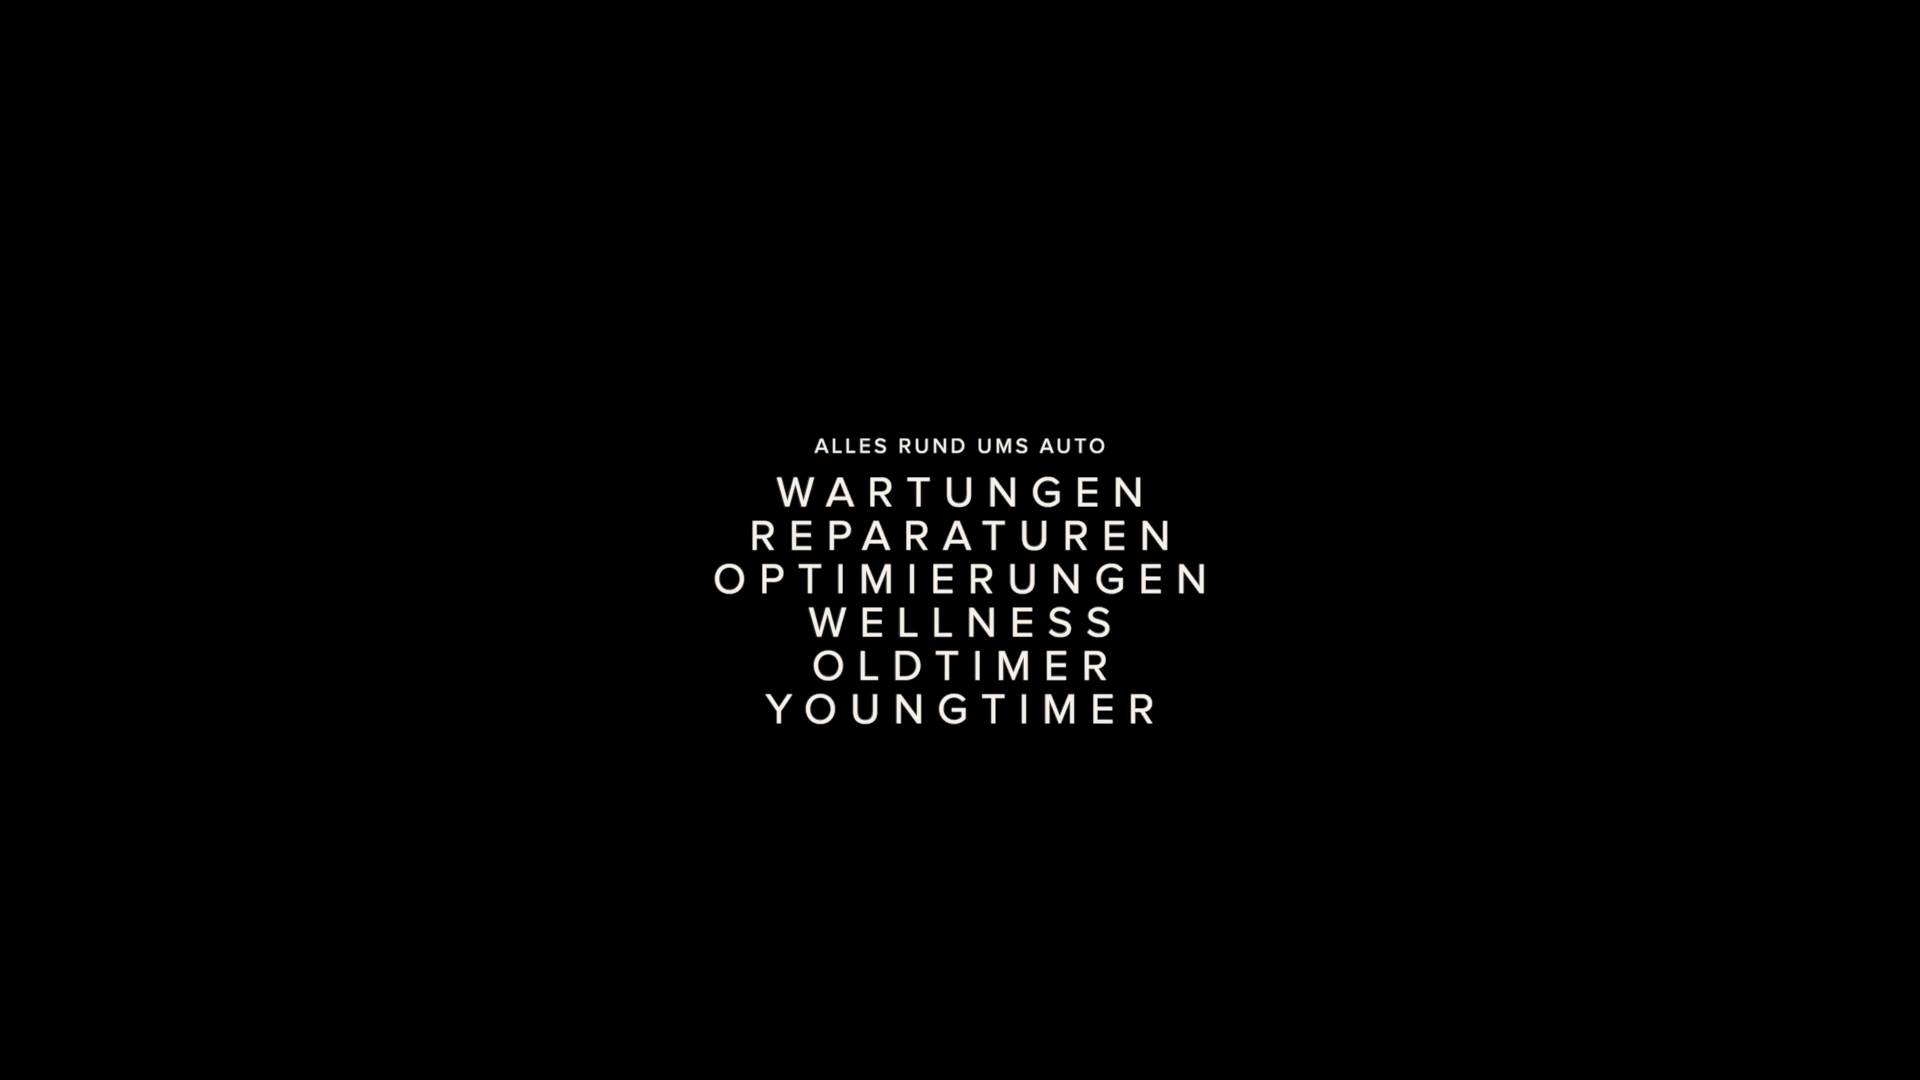 ALLES RUND UMS AUTO
WARTUNGEN
REPARATUREN
OPTIMIERUNGEN
WELLNESS
OLDTIMER
YOUNGTIMER